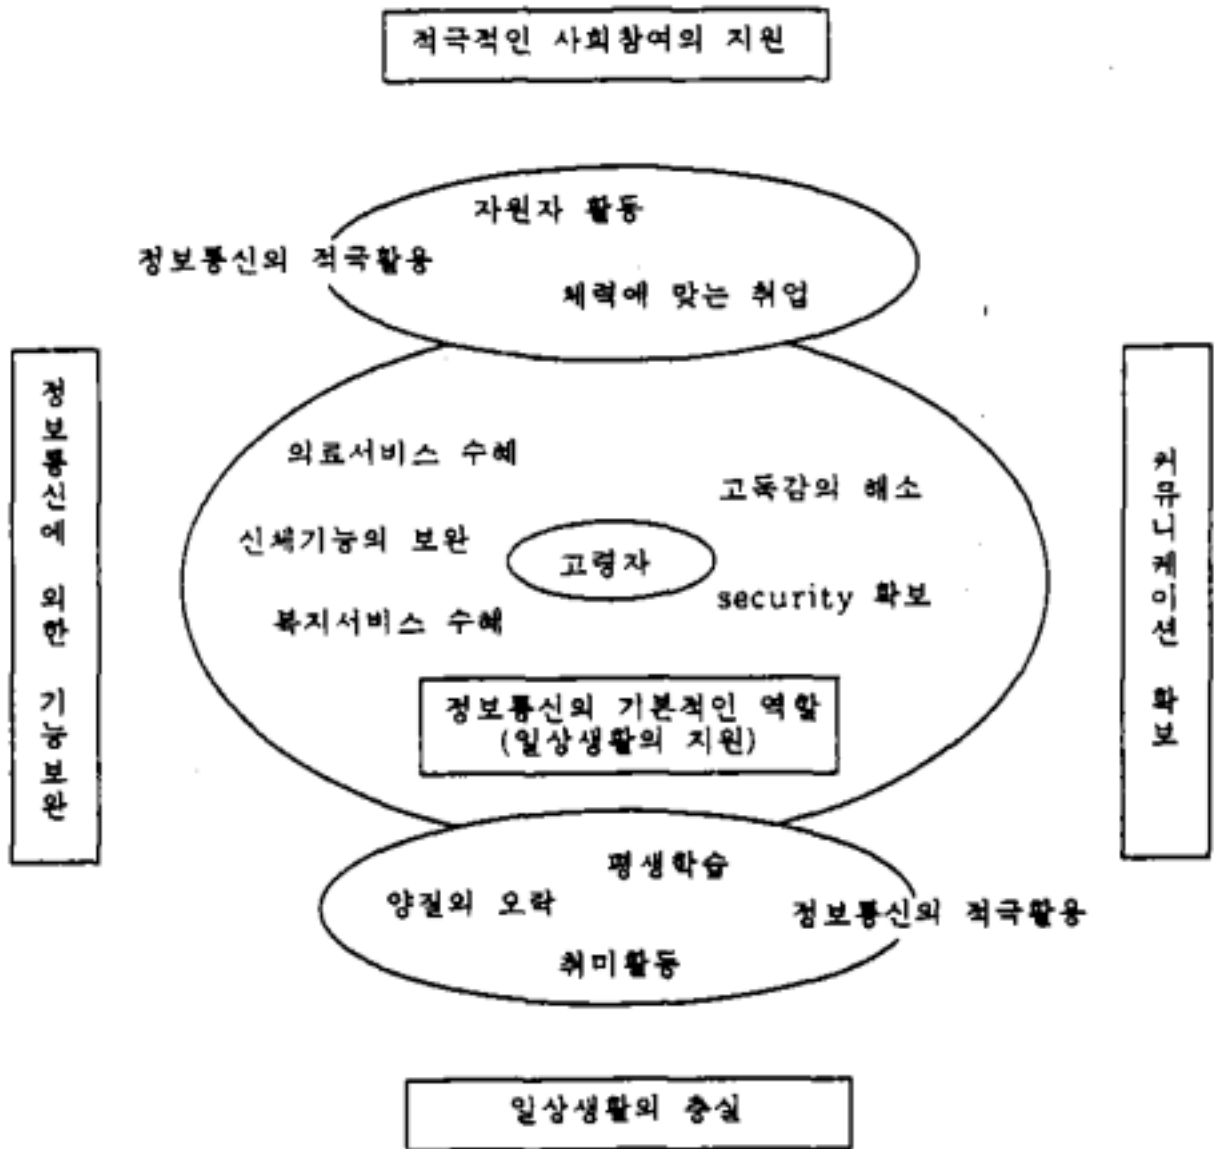 적극적인 사회참여의 지원
자원자 활동
정보통신의 적극활용
체력에 맞는 취업
정보통신에 의한 기능보완
의료서비스 수혜
신체기능의 보완
복지서비스 수혜
고령자
고독감의 해소
security 확보
정보통신의 기본적인 역할
(일상생활의 지원)
커뮤니케이션 확보
평생학습
양질의 오락
정보통신의 적극활용
취미활동
일상생활의 충실